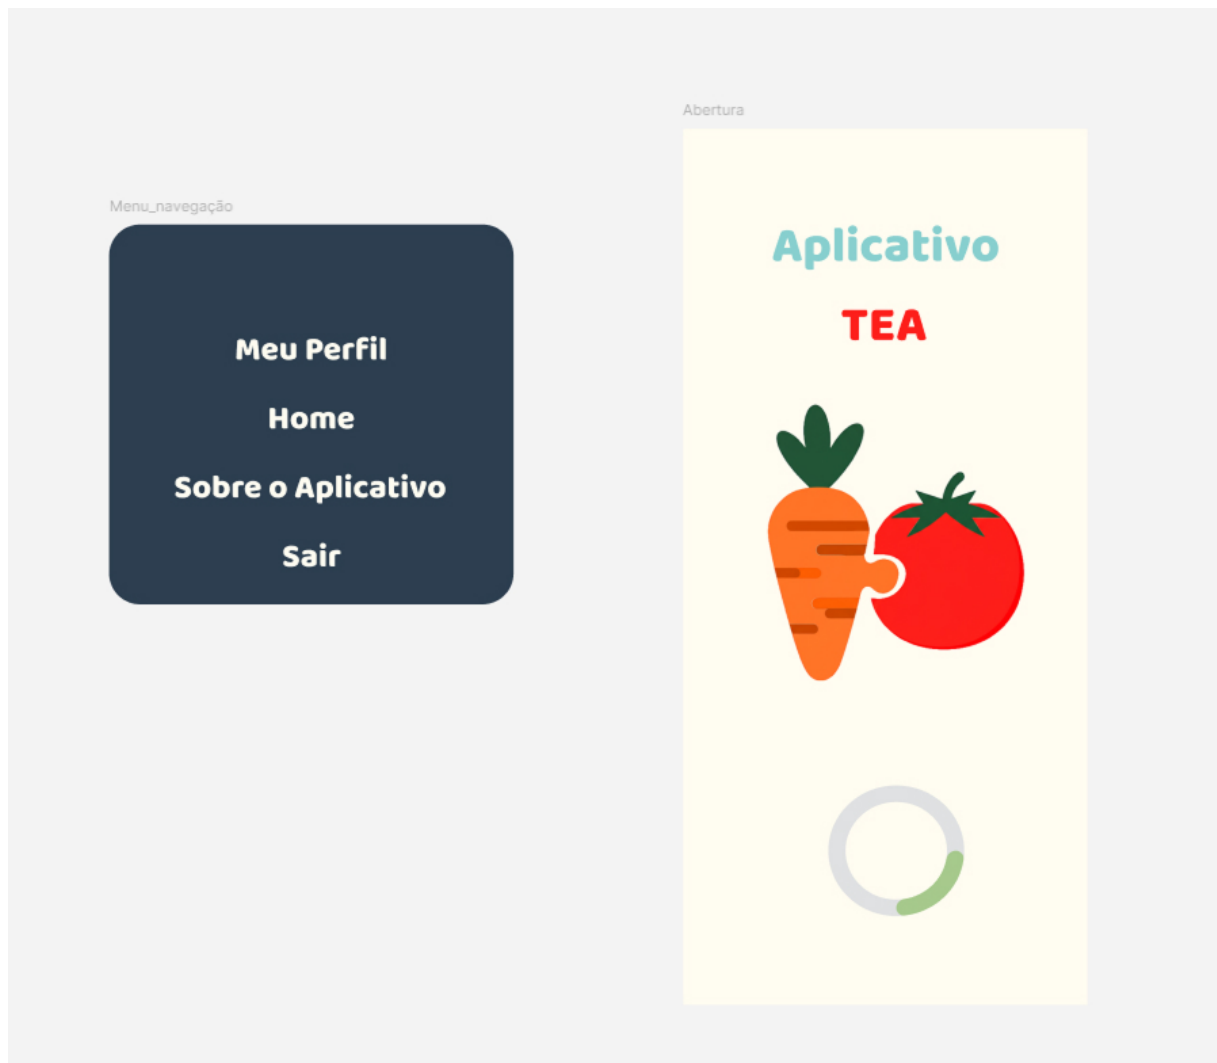 Menu_navegação
Meu Perfil
Home
Sobre o Aplicativo
Sair
Abertura
Aplicativo
TEA